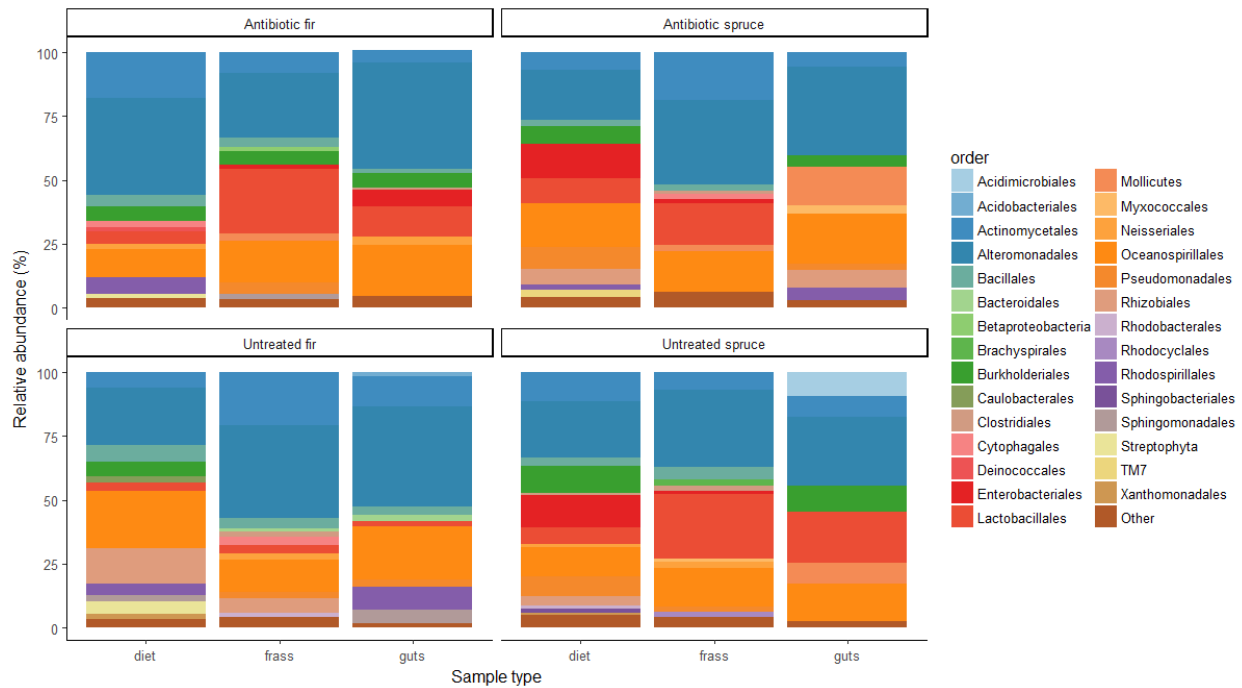 Antibiotic fir
Antibiotic spruce
100
75
50
25
0
Untreated fir
Untreated spruce
100
75
50
25
0
Relative abundance (%)
diet
frass
guts
diet
frass
guts
Sample type
order
Acidimicrobiales
Acidobacteriales
Actinomycetales
Alteromonadales
Bacillales
Bacteroidales
Betaproteobacteria
Brachyspirales
Burkholderiales
Caulobacterales
Clostridiales
Cytophagales
Deinococcales
Enterobacteriales
Lactobacillales
Mollicutes
Myxococcales
Neisseriales
Oceanospirillales
Pseudomonadales
Rhizobiales
Rhodobacterales
Rhodocyclales
Rhodospirillales
Sphingobacteriales
Sphingomonadales
Streptophyta
TM7
Xanthomonadales
Other